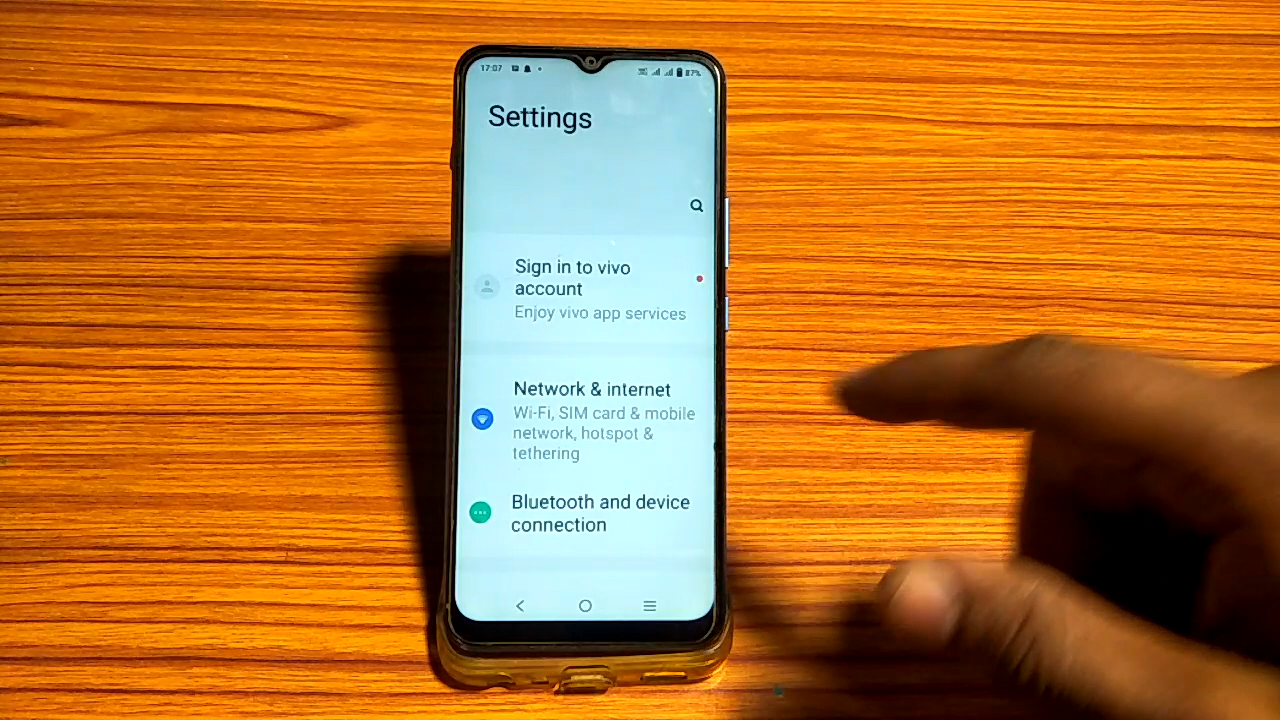 17:07 87%
Settings
Sign in to vivo
account
Enjoy vivo app services
Network & internet
Wi-Fi, SIM card & mobile
network, hotspot &
tethering
Bluetooth and device
connection